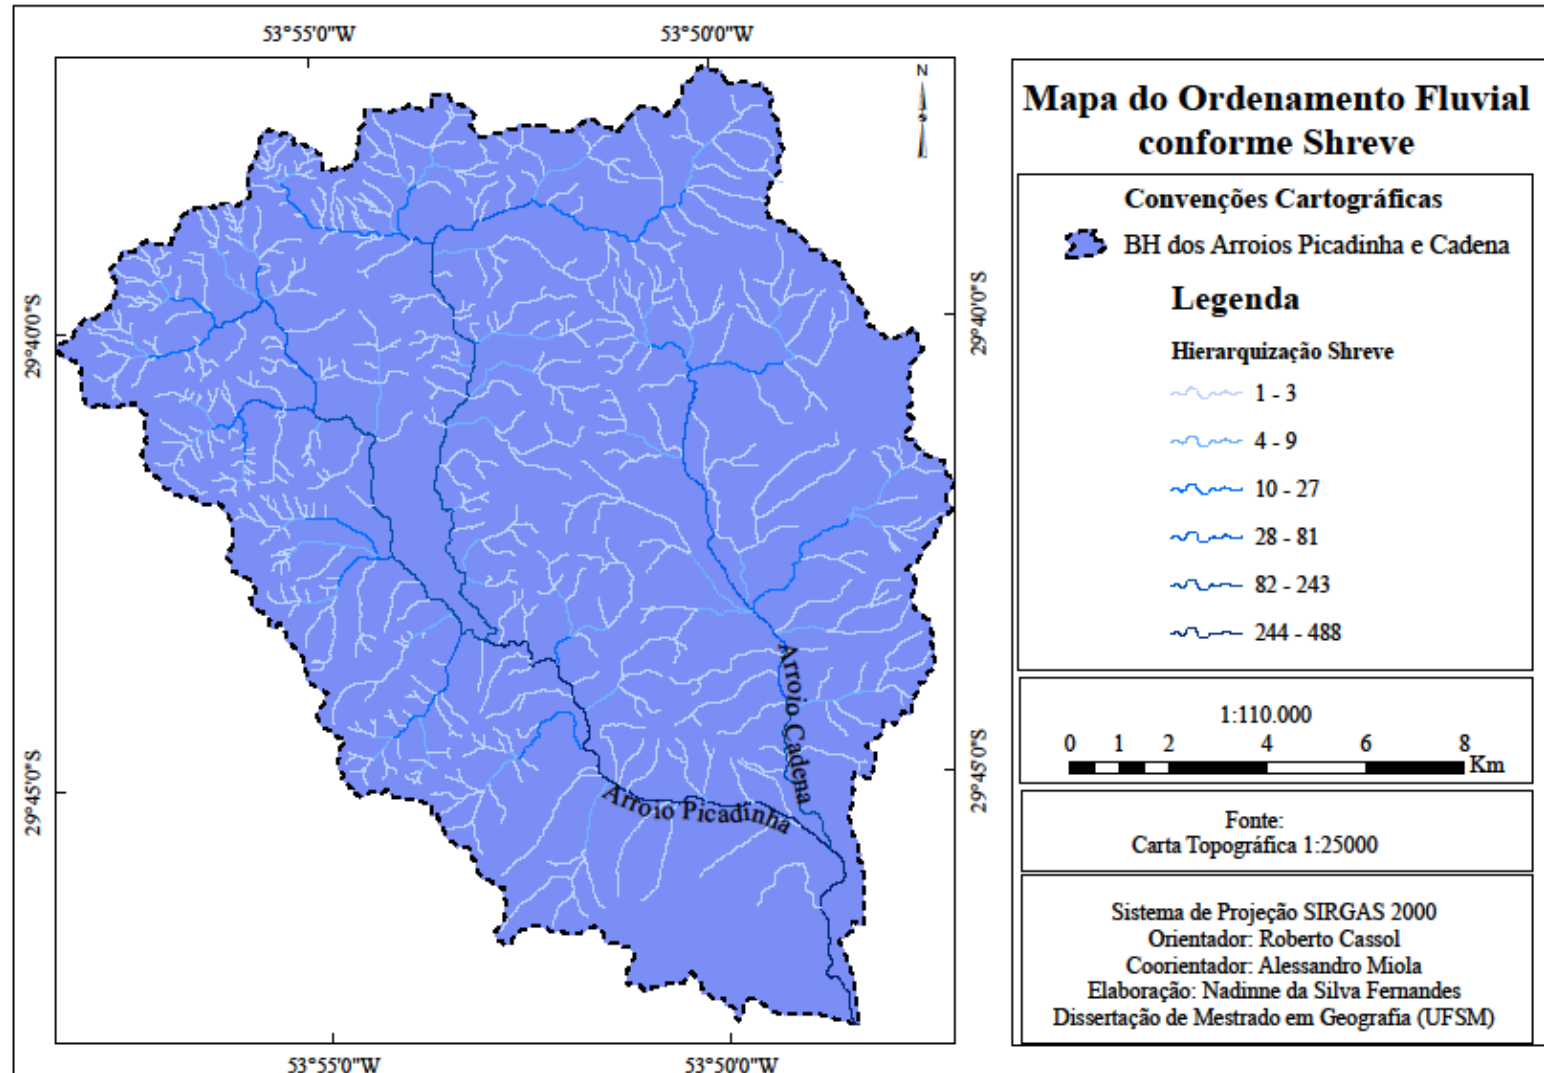 53°55'0"W
53°50'0"W
N
S
29°40'0"S
29°40'0"S
29°45'0"S
29°45'0"S
Arroio Cadena
Arroio Picadinha
53°55'0"W
53°50'0"W
Mapa do Ordenamento Fluvial
conforme Shreve
Convenções Cartográficas
BH dos Arroios Picadinha e Cadena
Legenda
Hierarquização Shreve
1 - 3
4 - 9
10 - 27
28 - 81
82 - 243
244 - 488
1:110.000
0 1 2 4 6 8
Km
Fonte:
Carta Topográfica 1:25000
Sistema de Projeção SIRGAS 2000
Orientador: Roberto Cassol
Coorientador: Alessandro Miola
Elaboração: Nadinne da Silva Fernandes
Dissertação de Mestrado em Geografia (UFSM)